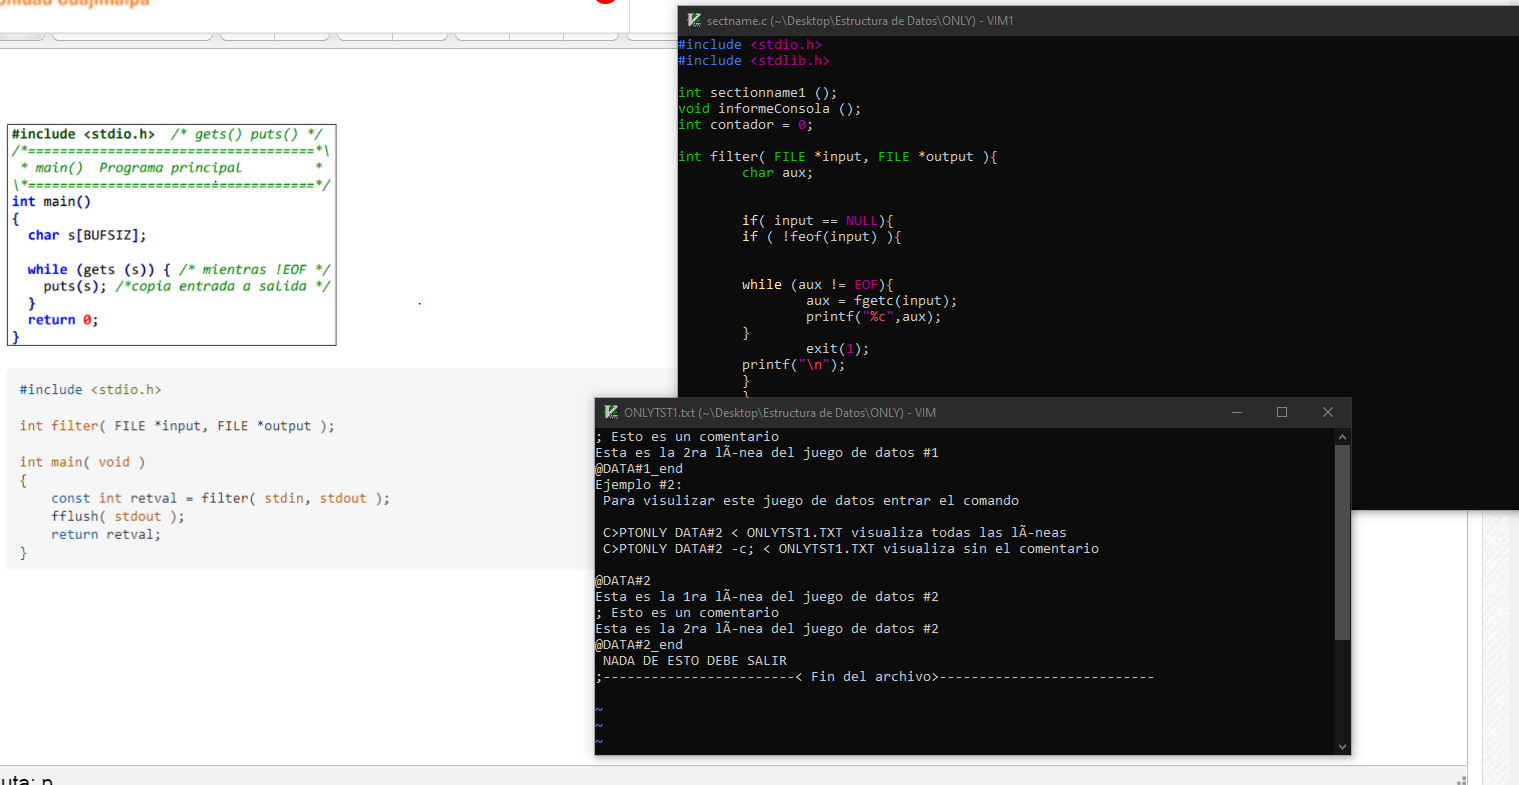 #include <stdio.h>  /* gets() puts() */
/*====================================*\
 * main()  Programa principal         *
\*====================================*/
int main()
{
  char s[BUFSIZ];
  while (gets (s)) { /* mientras !EOF */
    puts(s); /*copia entrada a salida */
  }
  return 0;
}
#include <stdio.h>
int filter( FILE *input, FILE *output );
int main( void )
{
    const int retval = filter( stdin, stdout );
    fflush( stdout );
    return retval;
}
sectname.c (~\Desktop\Estructura de Datos\ONLY) - VIM1
#include <stdio.h>
#include <stdlib.h>
int sectionname1 ();
void informeConsola ();
int contador = 0;
int filter( FILE *input, FILE *output ){
        char aux;
        if( input == NULL){
        if ( !feof(input) ){
        while (aux != EOF){
                aux = fgetc(input);
                printf("%c",aux);
        }
                exit(1);
        printf("\n");
        }
        }
ONLYTST1.txt (~\Desktop\Estructura de Datos\ONLY) - VIM
; Esto es un comentario
Esta es la 2ra lÃ-nea del juego de datos #1
@DATA#1_end
Ejemplo #2:
 Para visulizar este juego de datos entrar el comando
 C>PTONLY DATA#2 < ONLYTST1.TXT visualiza todas las lÃ-neas
 C>PTONLY DATA#2 -c; < ONLYTST1.TXT visualiza sin el comentario
@DATA#2
Esta es la 1ra lÃ-nea del juego de datos #2
; Esto es un comentario
Esta es la 2ra lÃ-nea del juego de datos #2
@DATA#2_end
 NADA DE ESTO DEBE SALIR
;------------------------< Fin del archivo>---------------------------
~
~
~
uta: p